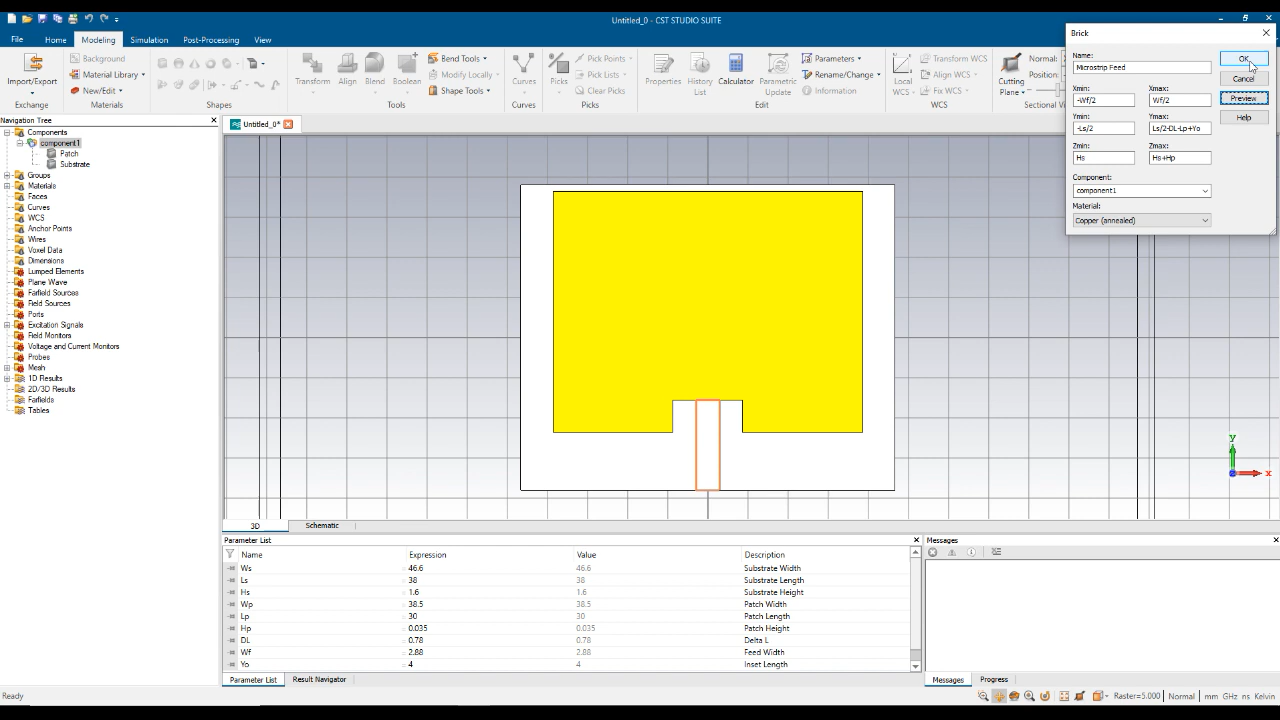 Untitled_0 - CST STUDIO SUITE
File Home Modeling Simulation Post-Processing View
Import/Export
Exchange
Background
Material Library
New/Edit
Materials
Shapes
Transform
Align
Blend
Boolean
Bend Tools
Modify Locally
Shape Tools
Tools
Curves
Curves
Pick Points
Pick Lists
Clear Picks
Picks
Properties
History List
Calculator
Parametric Update
Parameters
Rename/Change
Information
Edit
Local WCS
Transform WCS
Align WCS
Fix WCS
WCS
Cutting Plane
Normal:
Position:
Sectional
Brick
Name:
Microstrip Feed
OK
Cancel
Preview
Help
Xmin: Xmax:
-Wf/2 Wf/2
Ymin: Ymax:
-Ls/2 Ls/2-DL-Lp+Yo
Zmin: Zmax:
Hs Hs+Hp
Component:
component1
Material:
Copper (annealed)
Navigation Tree
Untitled_0*
Components
component1
Patch
Substrate
Groups
Materials
Faces
Curves
WCS
Anchor Points
Wires
Voxel Data
Dimensions
Lumped Elements
Plane Wave
Farfield Sources
Field Sources
Ports
Excitation Signals
Field Monitors
Voltage and Current Monitors
Probes
Mesh
1D Results
2D/3D Results
Farfields
Tables
y
x
3D Schematic
Parameter List
Name Expression Value Description
Ws = 46.6 46.6 Substrate Width
Ls = 38 38 Substrate Length
Hs = 1.6 1.6 Substrate Height
Wp = 38.5 38.5 Patch Width
Lp = 30 30 Patch Length
Hp = 0.035 0.035 Patch Height
DL = 0.78 0.78 Delta L
Wf = 2.88 2.88 Feed Width
Yo = 4 4 Inset Length
Parameter List Result Navigator
Messages
Messages Progress
Ready
Raster=5.000 Normal mm GHz ns Kelvin